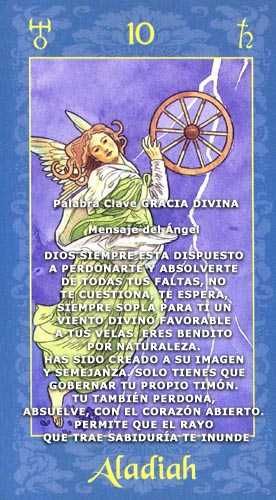 10
Palabra Clave GRACIA DIVINA
Mensaje del Ángel
DIOS SIEMPRE ESTA DISPUESTO
A PERDONARTE Y ABSOLVERTE
DE TODAS TUS FALTAS, NO
TE CUESTIONA, TE ESPERA,
SIEMPRE SOPLA PARA TÍ UN
VIENTO DIVINO FAVORABLE
A TUS VELAS. ERES BENDITO
POR NATURALEZA.
HAS SIDO CREADO A SU IMAGEN
Y SEMEJANZA. SOLO TIENES QUE
GOBERNAR TU PROPIO TIMÓN.
TU TAMBIÉN PERDONA,
ABSUELVE, CON EL CORAZÓN ABIERTO.
PERMITE QUE EL RAYO
QUE TRAE SABIDURÍA TE INUNDE
Aladiah